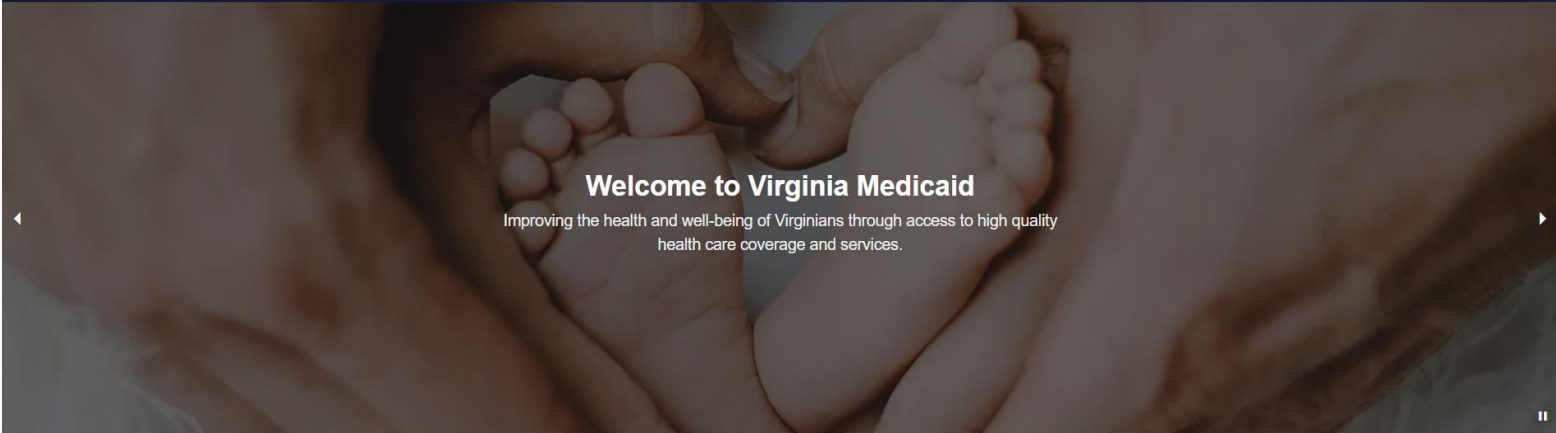 Welcome to Virginia Medicaid
Improving the health and well-being of Virginians through access to high quality
health care coverage and services.